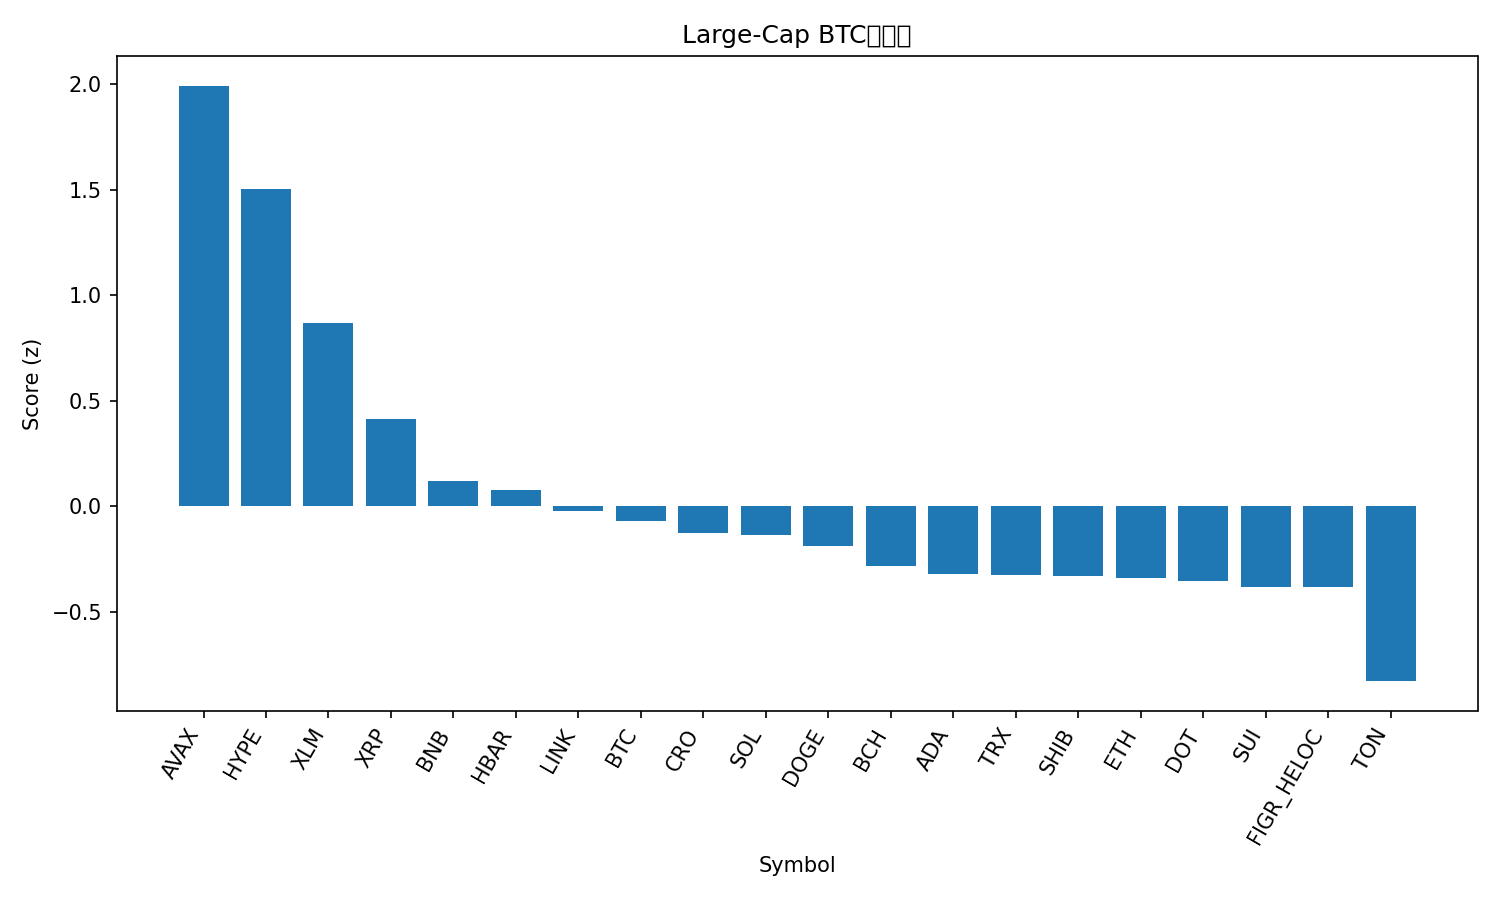 Large-Cap BTC
2.0
1.5
1.0
0.5
0.0
−0.5
Score (z)
AVAX
HYPE
XLM
XRP
BNB
HBAR
LINK
BTC
CRO
SOL
DOGE
BCH
ADA
TRX
SHIB
ETH
DOT
SUI
FIGR_HELOC
TON
Symbol